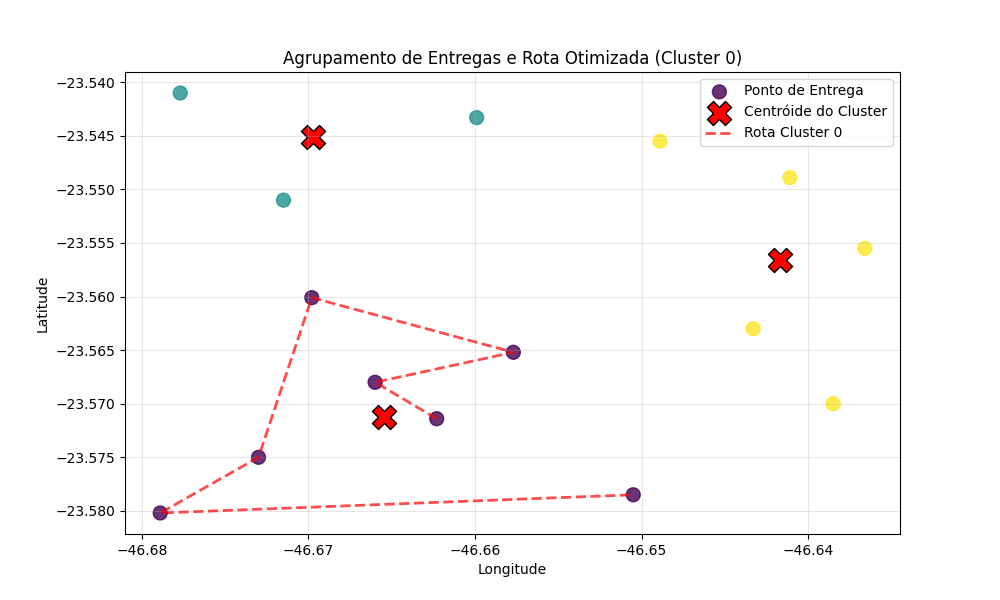 Agrupamento de Entregas e Rota Otimizada (Cluster 0)
Ponto de Entrega
Centróide do Cluster
Rota Cluster 0
−23.540
−23.545
−23.550
−23.555
−23.560
−23.565
−23.570
−23.575
−23.580
Latitude
−46.68
−46.67
−46.66
−46.65
−46.64
Longitude